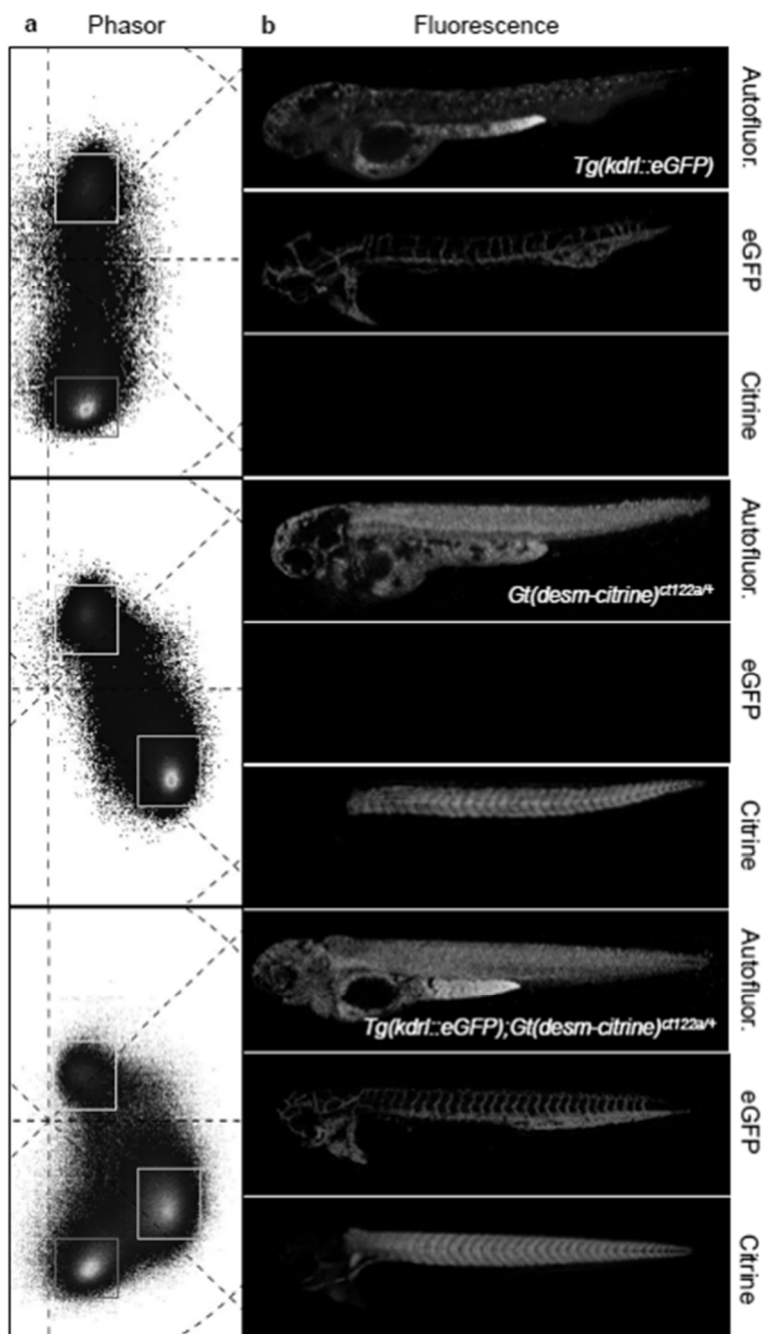 a Phasor b Fluorescence
Autofluor.
Tg(kdrl::eGFP)
eGFP
Citrine
Autofluor.
Gt(desm-citrine)ct122a/+
eGFP
Citrine
Autofluor.
Tg(kdrl::eGFP);Gt(desm-citrine)ct122a/+
eGFP
Citrine